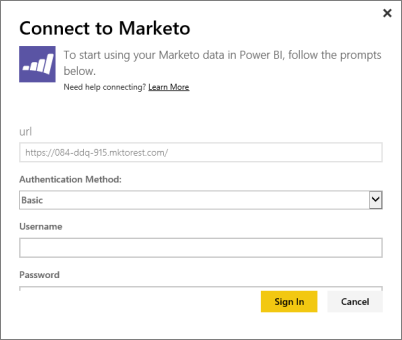 Connect to Marketo
To start using your Marketo data in Power BI, follow the prompts
below.
Need help connecting? Learn More
url
https://084-ddq-915.mktorest.com/
Authentication Method:
Basic
Username
Password
Sign In
Cancel